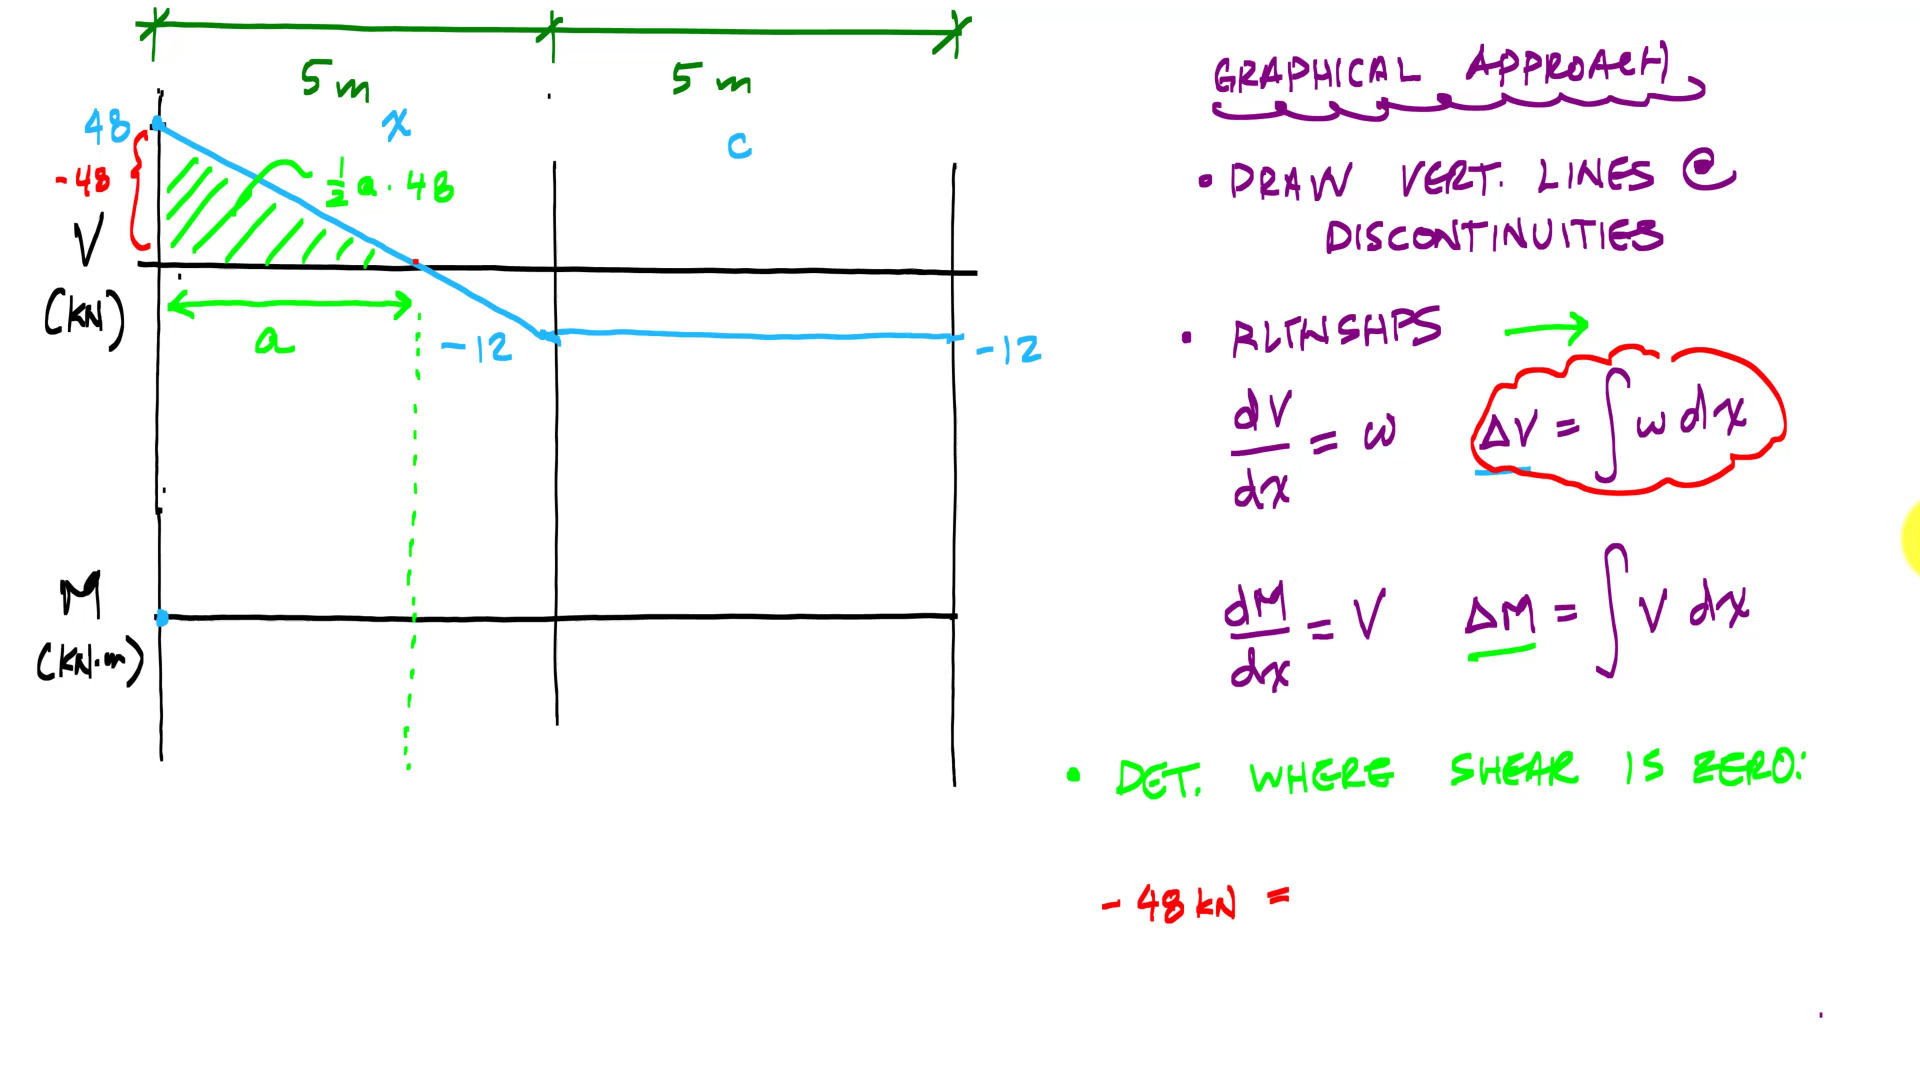 5 m
5 m
48
x
c
-48
½ a · 48
V
(KN)
a
-12
-12
M
(KN·m)
GRAPHICAL APPROACH
• DRAW VERT. LINES @
DISCONTINUITIES
• RLTNSHPS →
dV/dx = w
ΔV = ∫ w dx
dM/dx = V
ΔM = ∫ V dx
• DET. WHERE SHEAR IS ZERO:
-48 KN =